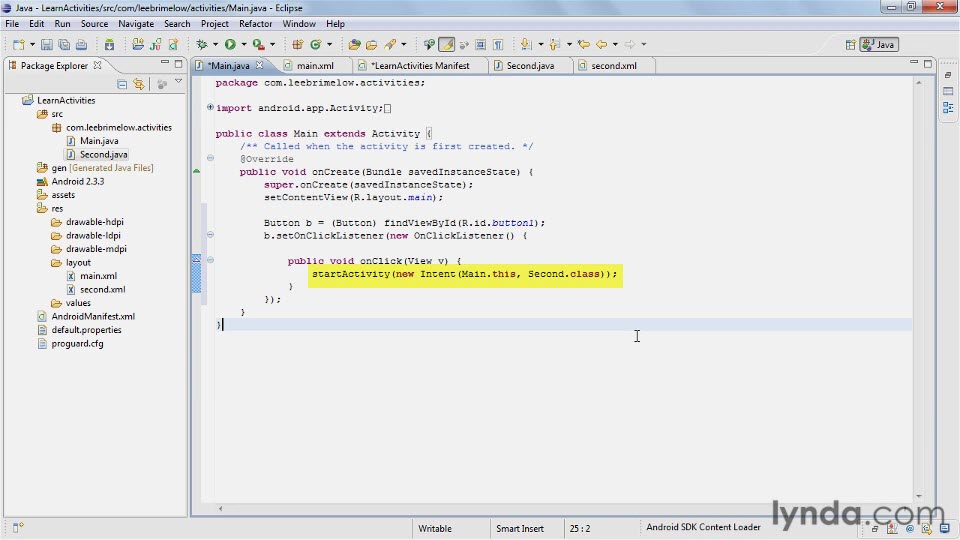 Java - LearnActivities/src/com/leebrimelow/activities/Main.java - Eclipse
File Edit Run Source Navigate Search Project Refactor Window Help
Java
Package Explorer
*Main.java main.xml *LearnActivities Manifest Second.java second.xml
LearnActivities
src
com.leebrimelow.activities
Main.java
Second.java
gen [Generated Java Files]
Android 2.3.3
assets
res
drawable-hdpi
drawable-ldpi
drawable-mdpi
layout
main.xml
second.xml
values
AndroidManifest.xml
default.properties
proguard.cfg
package com.leebrimelow.activities;
import android.app.Activity;
public class Main extends Activity {
/** Called when the activity is first created. */
@Override
public void onCreate(Bundle savedInstanceState) {
super.onCreate(savedInstanceState);
setContentView(R.layout.main);
Button b = (Button) findViewById(R.id.button1);
b.setOnClickListener(new OnClickListener() {
public void onClick(View v) {
startActivity(new Intent(Main.this, Second.class));
}
});
}
}
Writable Smart Insert 25 : 2 Android SDK Content Loader
lynda.com